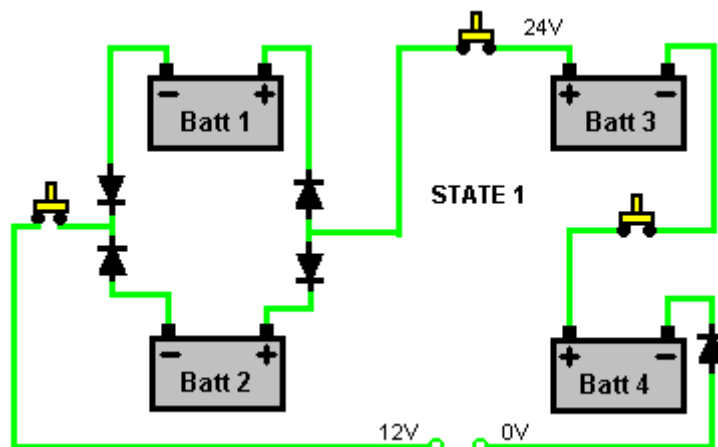 24V
- +
Batt 1
+ -
Batt 3
STATE 1
- +
Batt 2
+ -
Batt 4
12V
0V